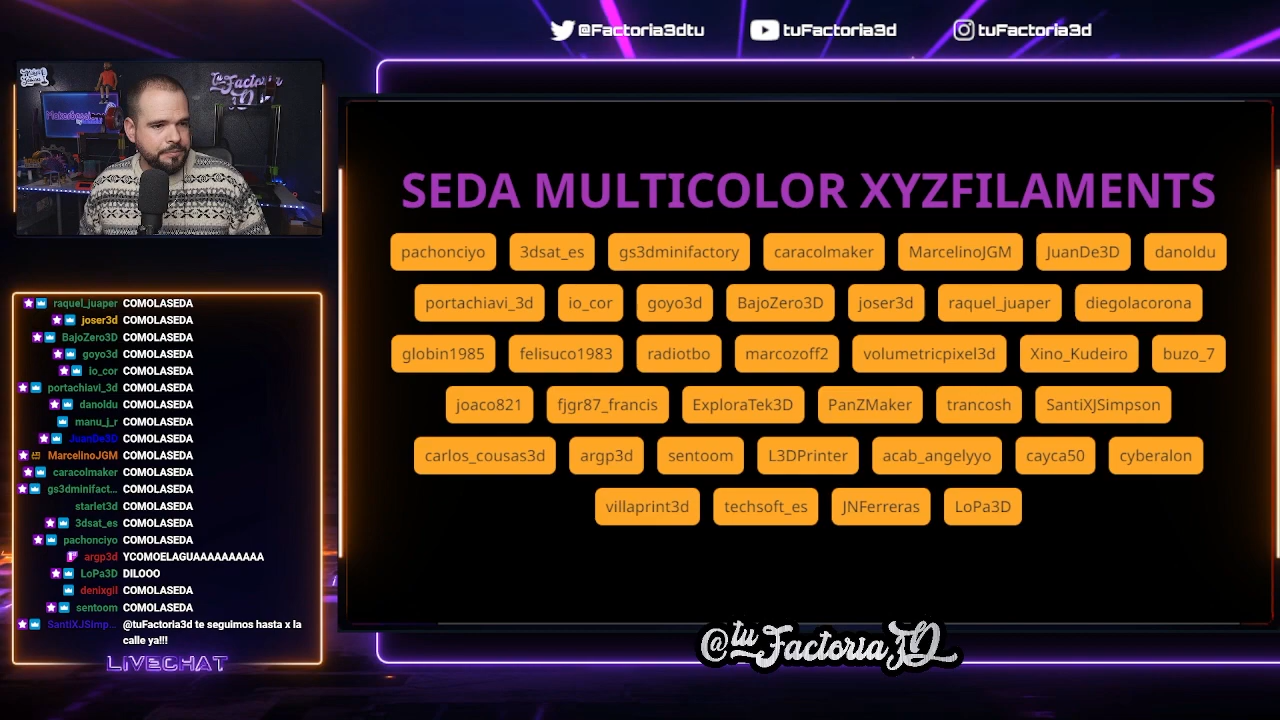 @Factoria3dtu
tuFactoria3d
tuFactoria3d
tu Factoria 3D
SEDA MULTICOLOR XYZFILAMENTS
pachonciyo 3dsat_es gs3dminifactory caracolmaker MarcelinoJGM JuanDe3D danoldu
portachiavi_3d io_cor goyo3d BajoZero3D joser3d raquel_juaper diegolacorona
globin1985 felisuco1983 radiotbo marcozoff2 volumetricpixel3d Xino_Kudeiro buzo_7
joaco821 fjgr87_francis ExploraTek3D PanZMaker trancosh SantiXJSimpson
carlos_cousas3d argp3d sentoom L3DPrinter acab_angelyyo cayca50 cyberalon
villaprint3d techsoft_es JNFerreras LoPa3D
raquel_juaper COMOLASEDA
joser3d COMOLASEDA
BajoZero3D COMOLASEDA
goyo3d COMOLASEDA
io_cor COMOLASEDA
portachiavi_3d COMOLASEDA
danoldu COMOLASEDA
manu_j_r COMOLASEDA
JuanDe3D COMOLASEDA
MarcelinoJGM COMOLASEDA
caracolmaker COMOLASEDA
gs3dminifact... COMOLASEDA
starlet3d COMOLASEDA
3dsat_es COMOLASEDA
pachonciyo COMOLASEDA
argp3d YCOMOELAGUAAAAAAAAAA
LoPa3D DILOOO
denixgil COMOLASEDA
sentoom COMOLASEDA
SantiXJSimp... @tuFactoria3d te seguimos hasta x la
calle ya!!!
LIVECHAT
@tuFactoria3D